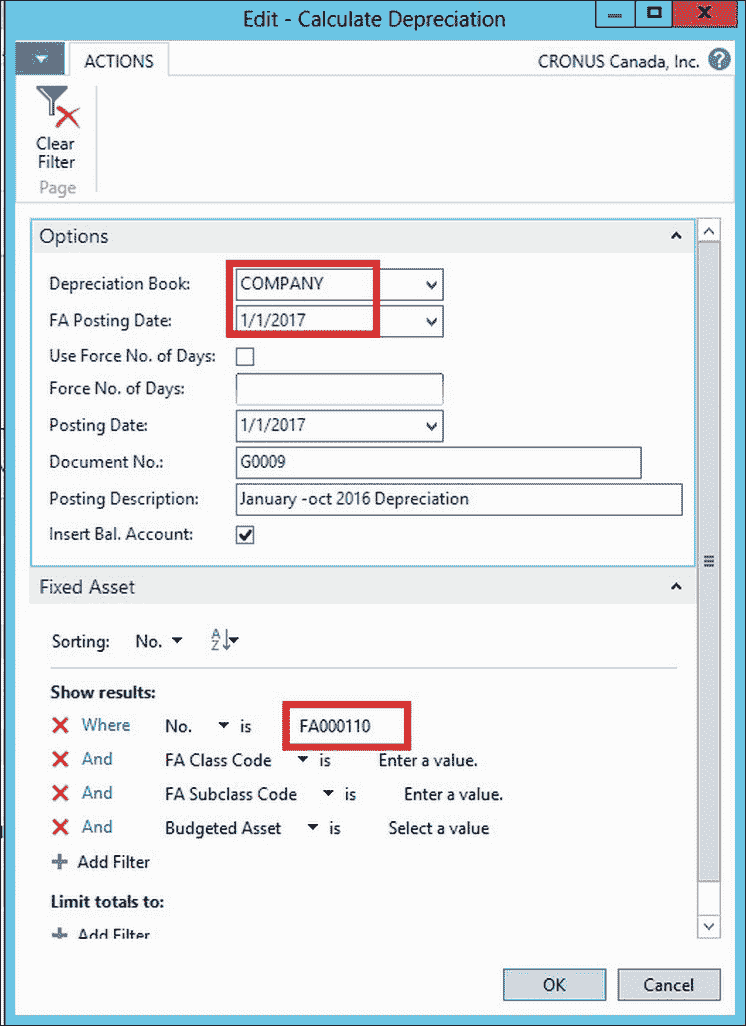 Edit - Calculate Depreciation
ACTIONS
CRONUS Canada, Inc.
Clear
Filter
Page
Options
Depreciation Book: COMPANY
FA Posting Date: 1/1/2017
Use Force No. of Days:
Force No. of Days:
Posting Date: 1/1/2017
Document No.: G0009
Posting Description: January -oct 2016 Depreciation
Insert Bal. Account:
Fixed Asset
Sorting: No. A Z
Show results:
Where No. is FA000110
And FA Class Code is Enter a value.
And FA Subclass Code is Enter a value.
And Budgeted Asset is Select a value
Add Filter
Limit totals to:
Add Filter
OK Cancel